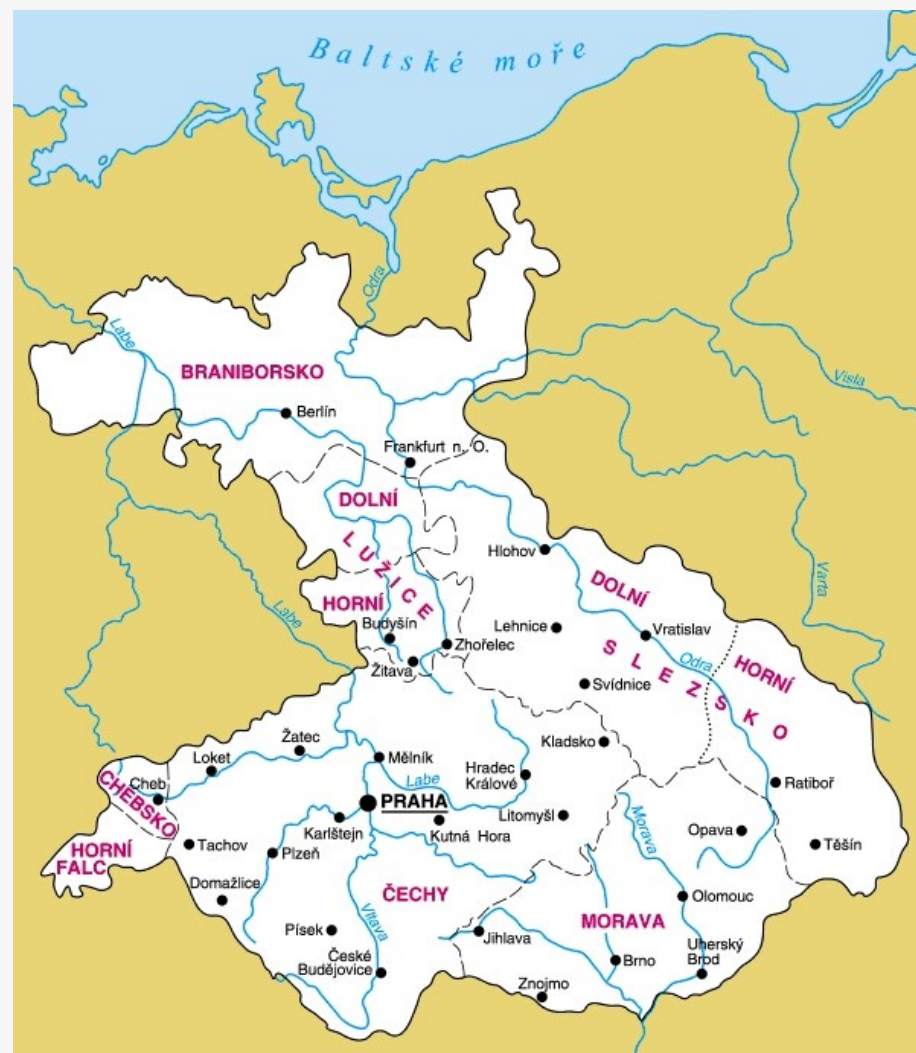 Baltské moře
Odra
Labe
BRANIBORSKO
Visla
Berlín
Frankfurt n. O.
DOLNÍ
LUŽICE
HORNÍ
Hlohov
DOLNÍ
Varta
Labe
Budyšín
Lehnice
Vratislav
Zhořelec
SLEZSKO
Odra
HORNÍ
Žitava
Svídnice
Žatec
Mělník
Kladsko
Loket
Hradec
Králové
Labe
Cheb
CHEBSKO
Ratiboř
PRAHA
Litomyšl
Karlštejn
Kutná Hora
Morava
Opava
HORNÍ
FALC
Tachov
Plzeň
Těšín
Domažlice
ČECHY
Olomouc
Vltava
MORAVA
Písek
Jihlava
Uherský
Brod
České
Budějovice
Brno
Znojmo